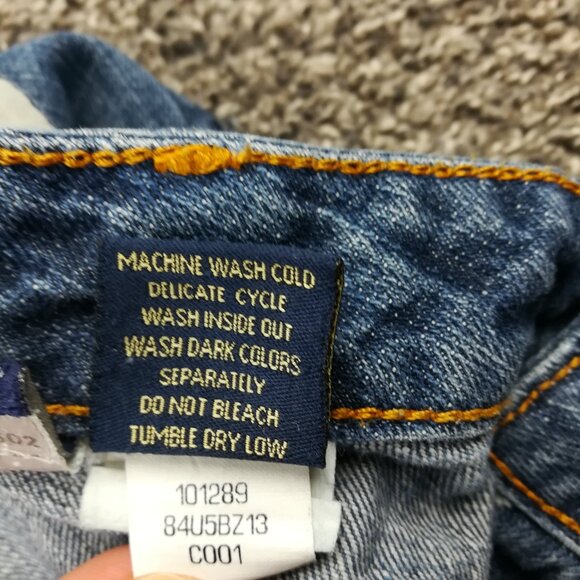 MACHINE WASH COLD
DELICATE CYCLE
WASH INSIDE OUT
WASH DARK COLORS
SEPARATELY
DO NOT BLEACH
TUMBLE DRY LOW
101289
84U5BZ13
C001